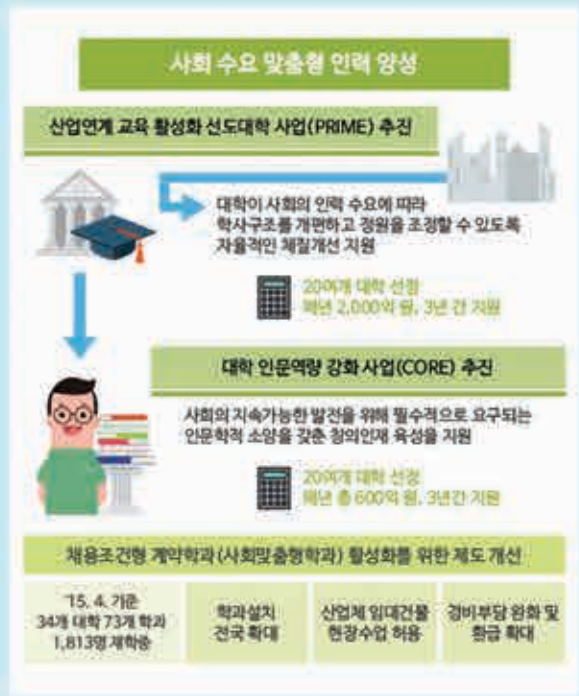 사회 수요 맞춤형 인력 양성
산업연계 교육 활성화 선도대학 사업(PRIME) 추진
대학이 사회의 인력 수요에 따라
학사구조를 개편하고 정원을 조정할 수 있도록
자율적인 체질개선 지원
20여개 대학 선정
매년 2,000억 원, 3년 간 지원
대학 인문역량 강화 사업(CORE) 추진
사회의 지속가능한 발전을 위해 필수적으로 요구되는
인문학적 소양을 갖춘 창의인재 육성을 지원
20여개 대학 선정
매년 총 600억 원, 3년간 지원
채용조건형 계약학과(사회맞춤형학과) 활성화를 위한 제도 개선
'15. 4. 기준
34개 대학 73개 학과
1,813명 재학중
학과설치
전국 확대
산업체 임대건물
현장수업 허용
경비부담 완화 및
환급 확대